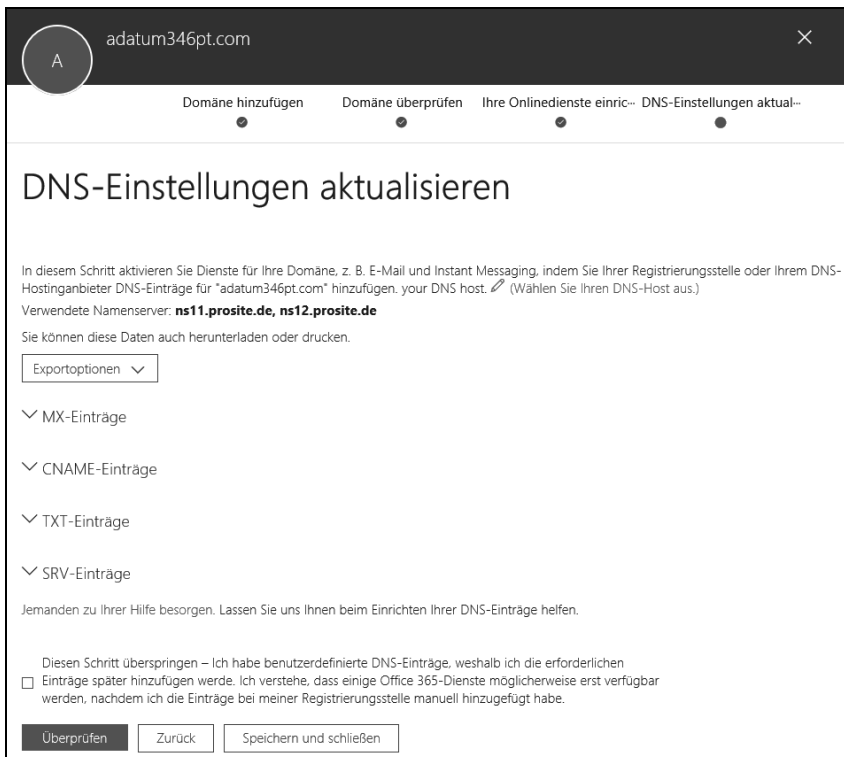 adatum346pt.com
A
Domäne hinzufügen
Domäne überprüfen
Ihre Onlinedienste einric...
DNS-Einstellungen aktual...
DNS-Einstellungen aktualisieren
In diesem Schritt aktivieren Sie Dienste für Ihre Domäne, z. B. E-Mail und Instant Messaging, indem Sie Ihrer Registrierungsstelle oder Ihrem DNS-
Hostinganbieter DNS-Einträge für "adatum346pt.com" hinzufügen. your DNS host. (Wählen Sie Ihren DNS-Host aus.)
Verwendete Namenserver: ns11.prosite.de, ns12.prosite.de
Sie können diese Daten auch herunterladen oder drucken.
Exportoptionen
MX-Einträge
CNAME-Einträge
TXT-Einträge
SRV-Einträge
Jemanden zu Ihrer Hilfe besorgen. Lassen Sie uns Ihnen beim Einrichten Ihrer DNS-Einträge helfen.
Diesen Schritt überspringen – Ich habe benutzerdefinierte DNS-Einträge, weshalb ich die erforderlichen
Einträge später hinzufügen werde. Ich verstehe, dass einige Office 365-Dienste möglicherweise erst verfügbar
werden, nachdem ich die Einträge bei meiner Registrierungsstelle manuell hinzugefügt habe.
Überprüfen
Zurück
Speichern und schließen